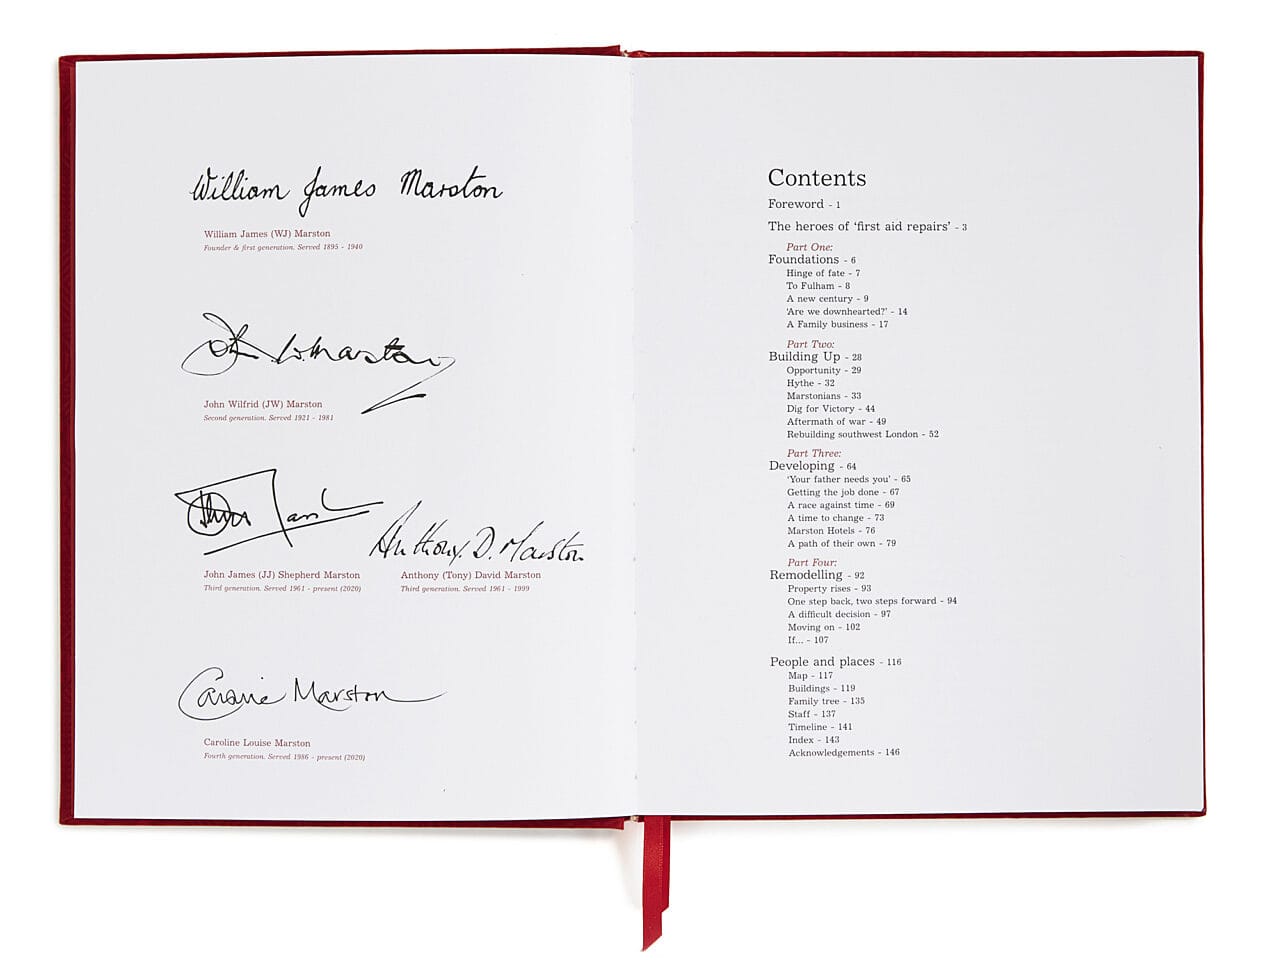 William James Marston
William James (WJ) Marston
Founder & first generation. Served 1895 - 1940
John W. Marston
John Wilfrid (JW) Marston
Second generation. Served 1921 - 1981
Anthony. D. Marston
John James (JJ) Shepherd Marston
Third generation. Served 1961 - present (2020)
Anthony (Tony) David Marston
Third generation. Served 1961 - 1999
Marston
Caroline Louise Marston
Fourth generation. Served 1986 - present (2020)
Contents
Foreword - 1
The heroes of ‘first aid repairs’ - 3
Part One:
Foundations - 6
Hinge of fate - 7
To Fulham - 8
A new century - 9
‘Are we downhearted?’ - 14
A Family business - 17
Part Two:
Building Up - 28
Opportunity - 29
Hythe - 32
Marstonians - 33
Dig for Victory - 44
Aftermath of war - 49
Rebuilding southwest London - 52
Part Three:
Developing - 64
‘Your father needs you’ - 65
Getting the job done - 67
A race against time - 69
A time to change - 73
Marston Hotels - 76
A path of their own - 79
Part Four:
Remodelling - 92
Property rises - 93
One step back, two steps forward - 94
A difficult decision - 97
Moving on - 102
If... - 107
People and places - 116
Map - 117
Buildings - 119
Family tree - 135
Staff - 137
Timeline - 141
Index - 143
Acknowledgements - 146